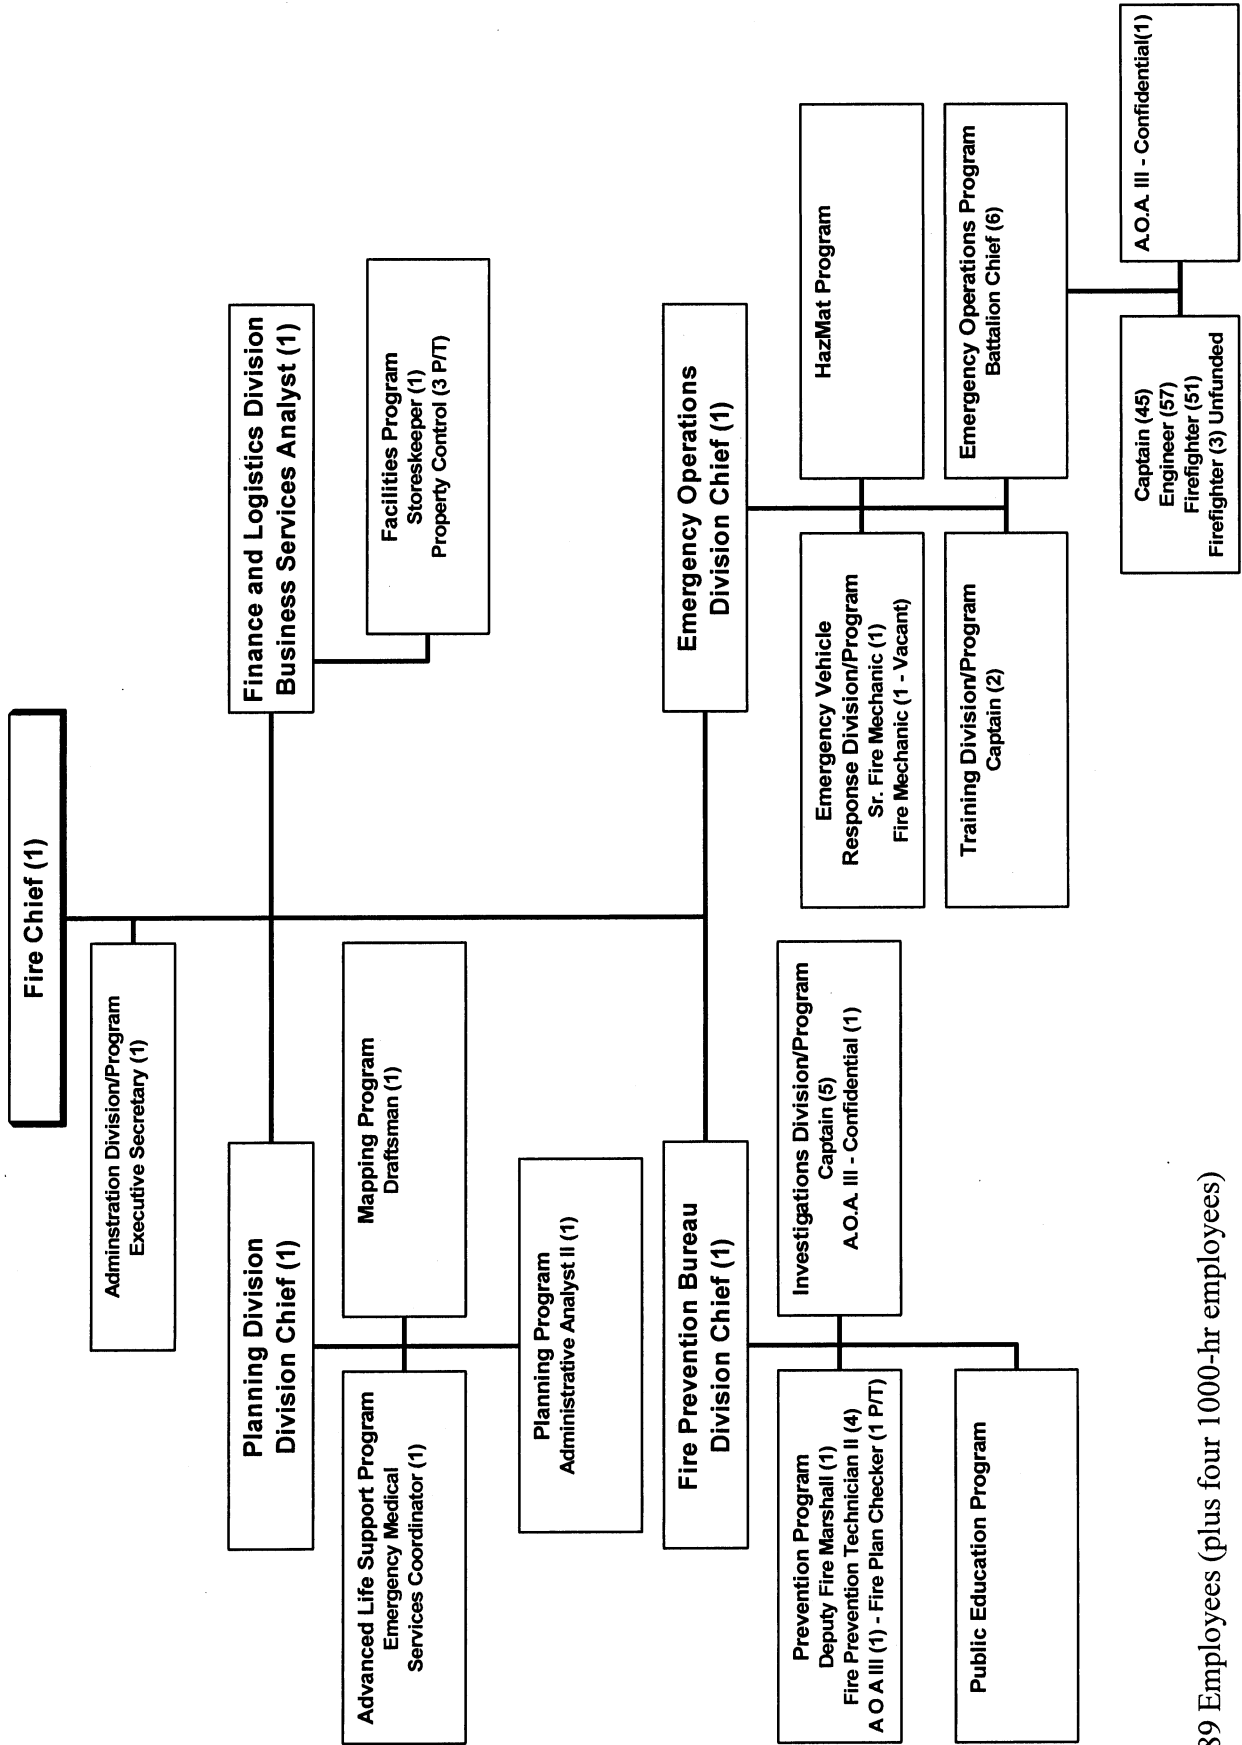 Fire Chief (1)
Adminstration Division/Program
Executive Secretary (1)
Planning Division
Division Chief (1)
Finance and Logistics Division
Business Services Analyst (1)
Advanced Life Support Program
Emergency Medical
Services Coordinator (1)
Mapping Program
Draftsman (1)
Facilities Program
Storeskeeper (1)
Property Control (3 P/T)
Planning Program
Administrative Analyst II (1)
Fire Prevention Bureau
Division Chief (1)
Emergency Operations
Division Chief (1)
Prevention Program
Deputy Fire Marshall (1)
Fire Prevention Technician II (4)
A O A III (1) - Fire Plan Checker (1 P/T)
Investigations Division/Program
Captain (5)
A.O.A. III - Confidential (1)
Emergency Vehicle
Response Division/Program
Sr. Fire Mechanic (1)
Fire Mechanic (1 - Vacant)
HazMat Program
Public Education Program
Training Division/Program
Captain (2)
Emergency Operations Program
Battalion Chief (6)
Captain (45)
Engineer (57)
Firefighter (51)
Firefighter (3) Unfunded
A.O.A. III - Confidential(1)
Employees (plus four 1000-hr employees)